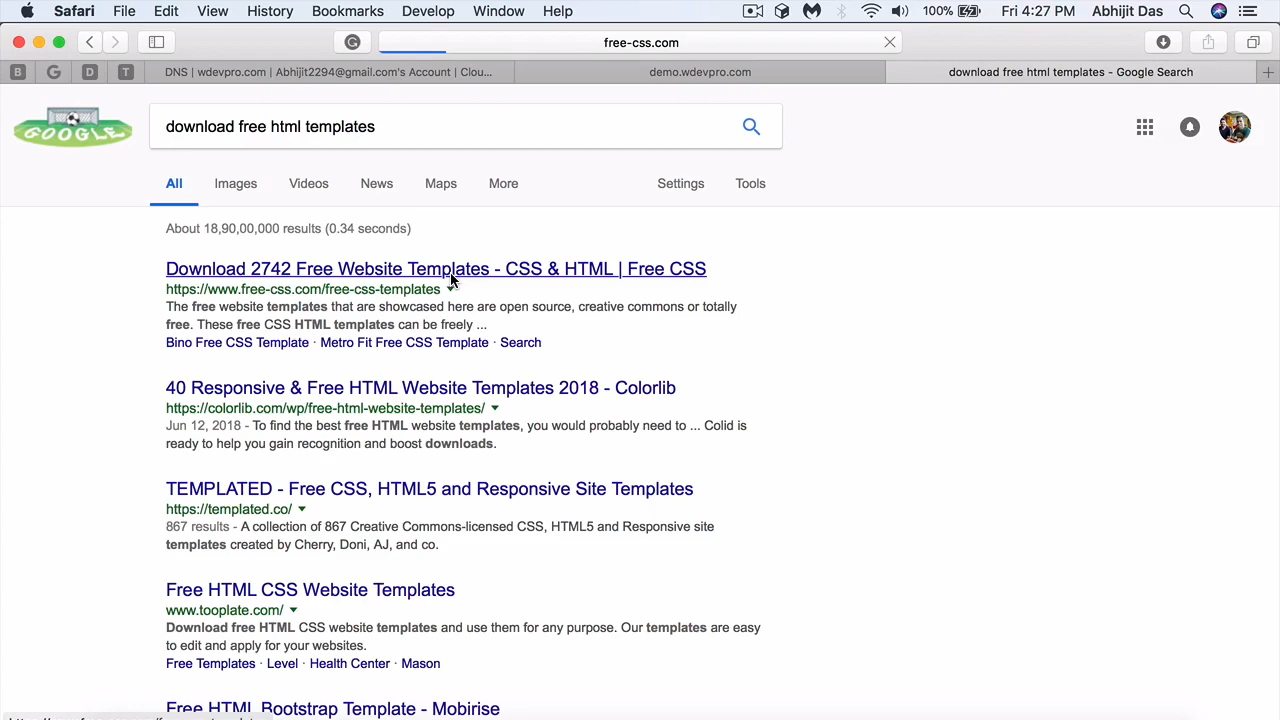 Safari File Edit View History Bookmarks Develop Window Help 100% Fri 4:27 PM Abhijit Das
free-css.com
B G D T DNS | wdevpro.com | Abhijit2294@gmail.com's Account | Clou... demo.wdevpro.com download free html templates - Google Search
GOOGLE download free html templates
All Images Videos News Maps More Settings Tools
About 18,90,00,000 results (0.34 seconds)
Download 2742 Free Website Templates - CSS & HTML | Free CSS
https://www.free-css.com/free-css-templates
The free website templates that are showcased here are open source, creative commons or totally
free. These free CSS HTML templates can be freely ...
Bino Free CSS Template · Metro Fit Free CSS Template · Search
40 Responsive & Free HTML Website Templates 2018 - Colorlib
https://colorlib.com/wp/free-html-website-templates/
Jun 12, 2018 - To find the best free HTML website templates, you would probably need to ... Colid is
ready to help you gain recognition and boost downloads.
TEMPLATED - Free CSS, HTML5 and Responsive Site Templates
https://templated.co/
867 results - A collection of 867 Creative Commons-licensed CSS, HTML5 and Responsive site
templates created by Cherry, Doni, AJ, and co.
Free HTML CSS Website Templates
www.tooplate.com/
Download free HTML CSS website templates and use them for any purpose. Our templates are easy
to edit and apply for your websites.
Free Templates · Level · Health Center · Mason
Free HTML Bootstrap Template - Mobirise